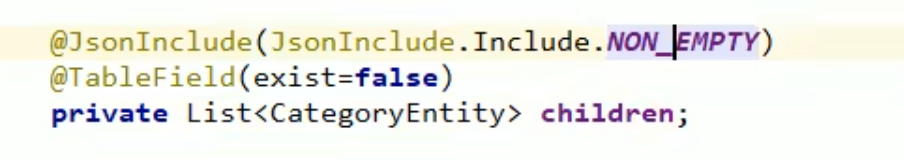 @JsonInclude(JsonInclude.Include.NON_EMPTY)
@TableField(exist=false)
private List<CategoryEntity> children;